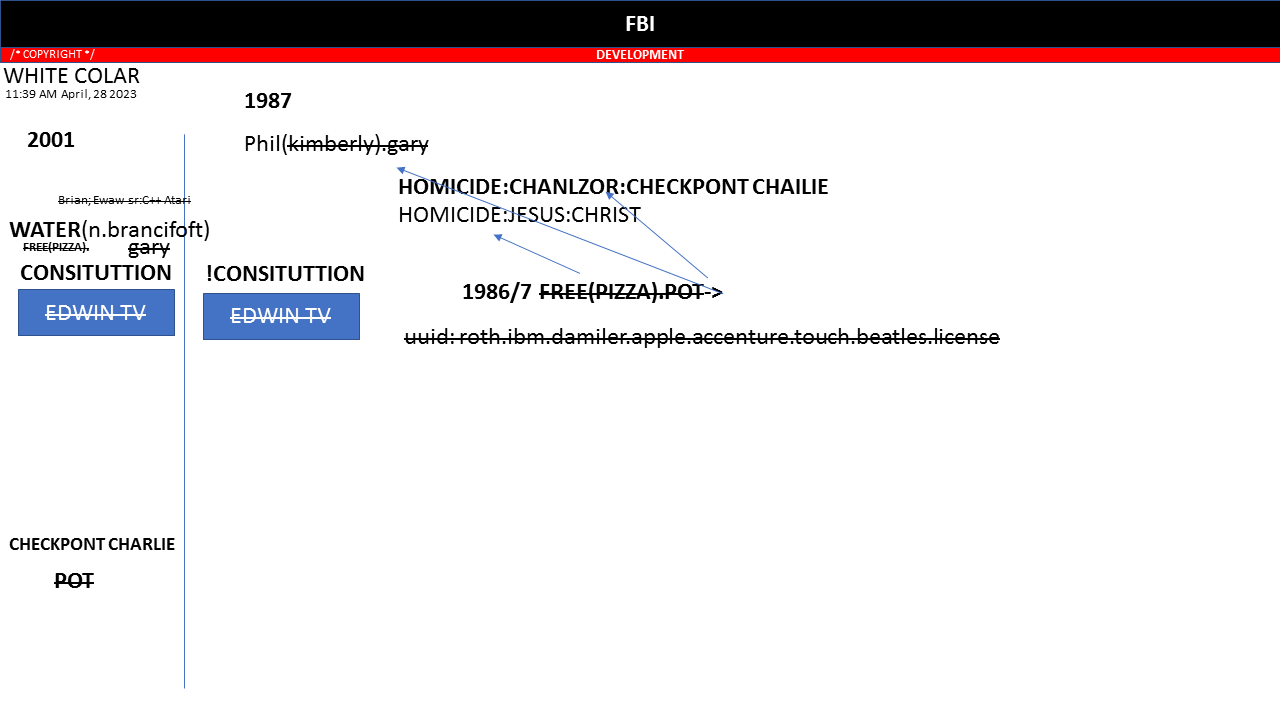 FBI
/* COPYRIGHT */
DEVELOPMENT
WHITE COLAR
11:39 AM April, 28 2023
1987
2001
Phil(kimberly).gary
HOMICIDE:CHANLZOR:CHECKPONT CHAILIE
Brian; Ewaw sr:C++ Atari
HOMICIDE:JESUS:CHRIST
WATER(n.brancifoft)
FREE(PIZZA).
gary
CONSITUTTION
!CONSITUTTION
1986/7 FREE(PIZZA).POT->
EDWIN TV
EDWIN TV
uuid: roth.ibm.damiler.apple.accenture.touch.beatles.license
CHECKPONT CHARLIE
POT